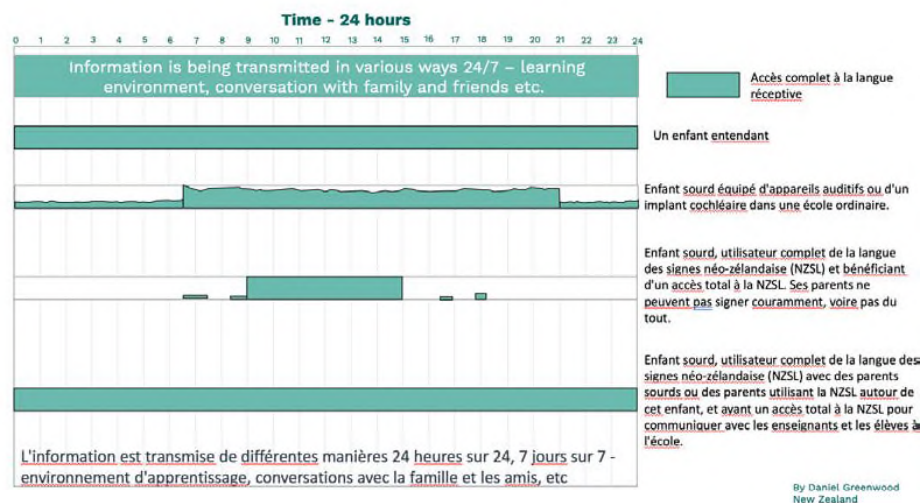 Time - 24 hours
0 1 2 3 4 5 6 7 8 9 10 11 12 13 14 15 16 17 18 19 20 21 22 23 24
Information is being transmitted in various ways 24/7 – learning
environment, conversation with family and friends etc.
Accès complet à la langue
réceptive
Un enfant entendant
Enfant sourd équipé d'appareils auditifs ou d'un
implant cochléaire dans une école ordinaire.
Enfant sourd, utilisateur complet de la langue
des signes néo-zélandaise (NZSL) et bénéficiant
d'un accès total à la NZSL. Ses parents ne
peuvent pas signer couramment, voire pas du
tout.
Enfant sourd, utilisateur complet de la langue des
signes néo-zélandaise (NZSL) avec des parents
sourds ou des parents utilisant la NZSL autour de
cet enfant, et ayant un accès total à la NZSL pour
communiquer avec les enseignants et les élèves à
l'école.
L'information est transmise de différentes manières 24 heures sur 24, 7 jours sur 7 -
environnement d'apprentissage, conversations avec la famille et les amis, etc
By Daniel Greenwood
New Zealand